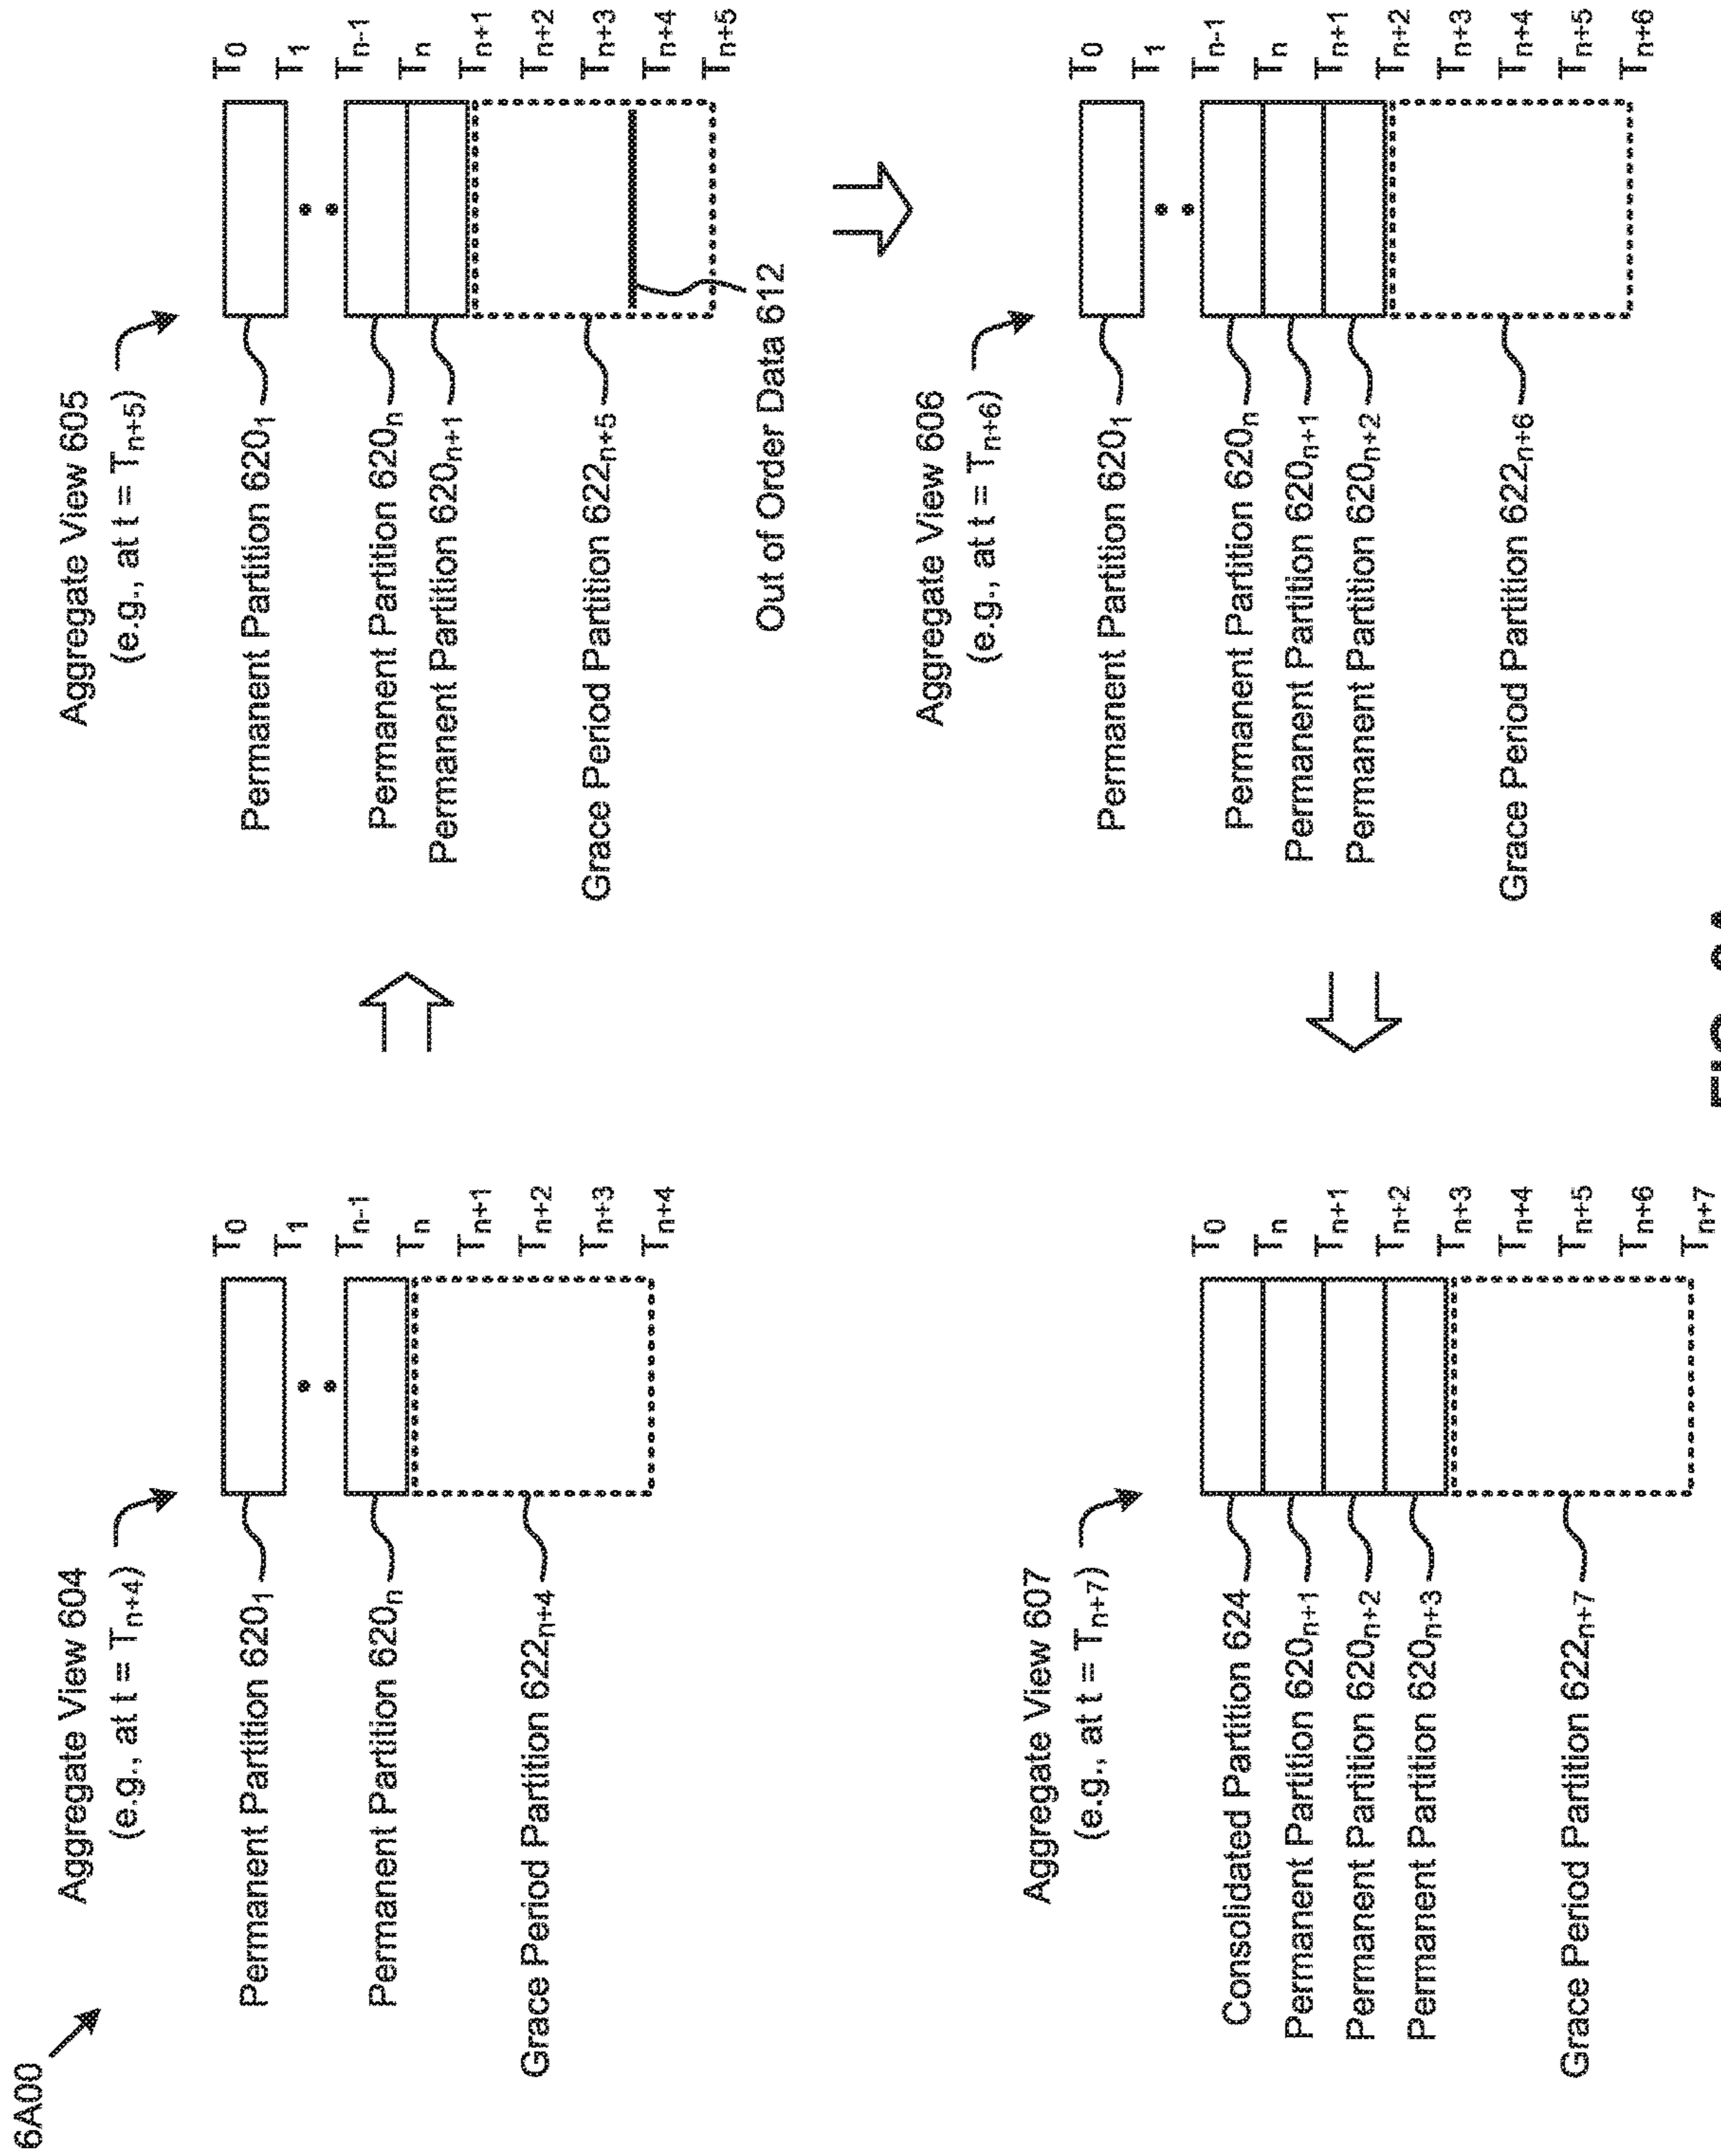 6A00
Aggregate View 604
(e.g., at t = Tn+4)
Permanent Partition 620₁
Permanent Partition 620n
Grace Period Partition 622n+4
T₀
T₁
Tn-1
Tn
Tn+1
Tn+2
Tn+3
Tn+4
Aggregate View 605
(e.g., at t = Tn+5)
Permanent Partition 620₁
Permanent Partition 620n
Permanent Partition 620n+1
Grace Period Partition 622n+5
Out of Order Data 612
T₀
T₁
Tn-1
Tn
Tn+1
Tn+2
Tn+3
Tn+4
Tn+5
Aggregate View 607
(e.g., at t = Tn+7)
Consolidated Partition 624
Permanent Partition 620n+1
Permanent Partition 620n+2
Permanent Partition 620n+3
Grace Period Partition 622n+7
T₀
Tn
Tn+1
Tn+2
Tn+3
Tn+4
Tn+5
Tn+6
Tn+7
Aggregate View 606
(e.g., at t = Tn+6)
Permanent Partition 620₁
Permanent Partition 620n
Permanent Partition 620n+1
Permanent Partition 620n+2
Grace Period Partition 622n+6
T₀
T₁
Tn-1
Tn
Tn+1
Tn+2
Tn+3
Tn+4
Tn+5
Tn+6